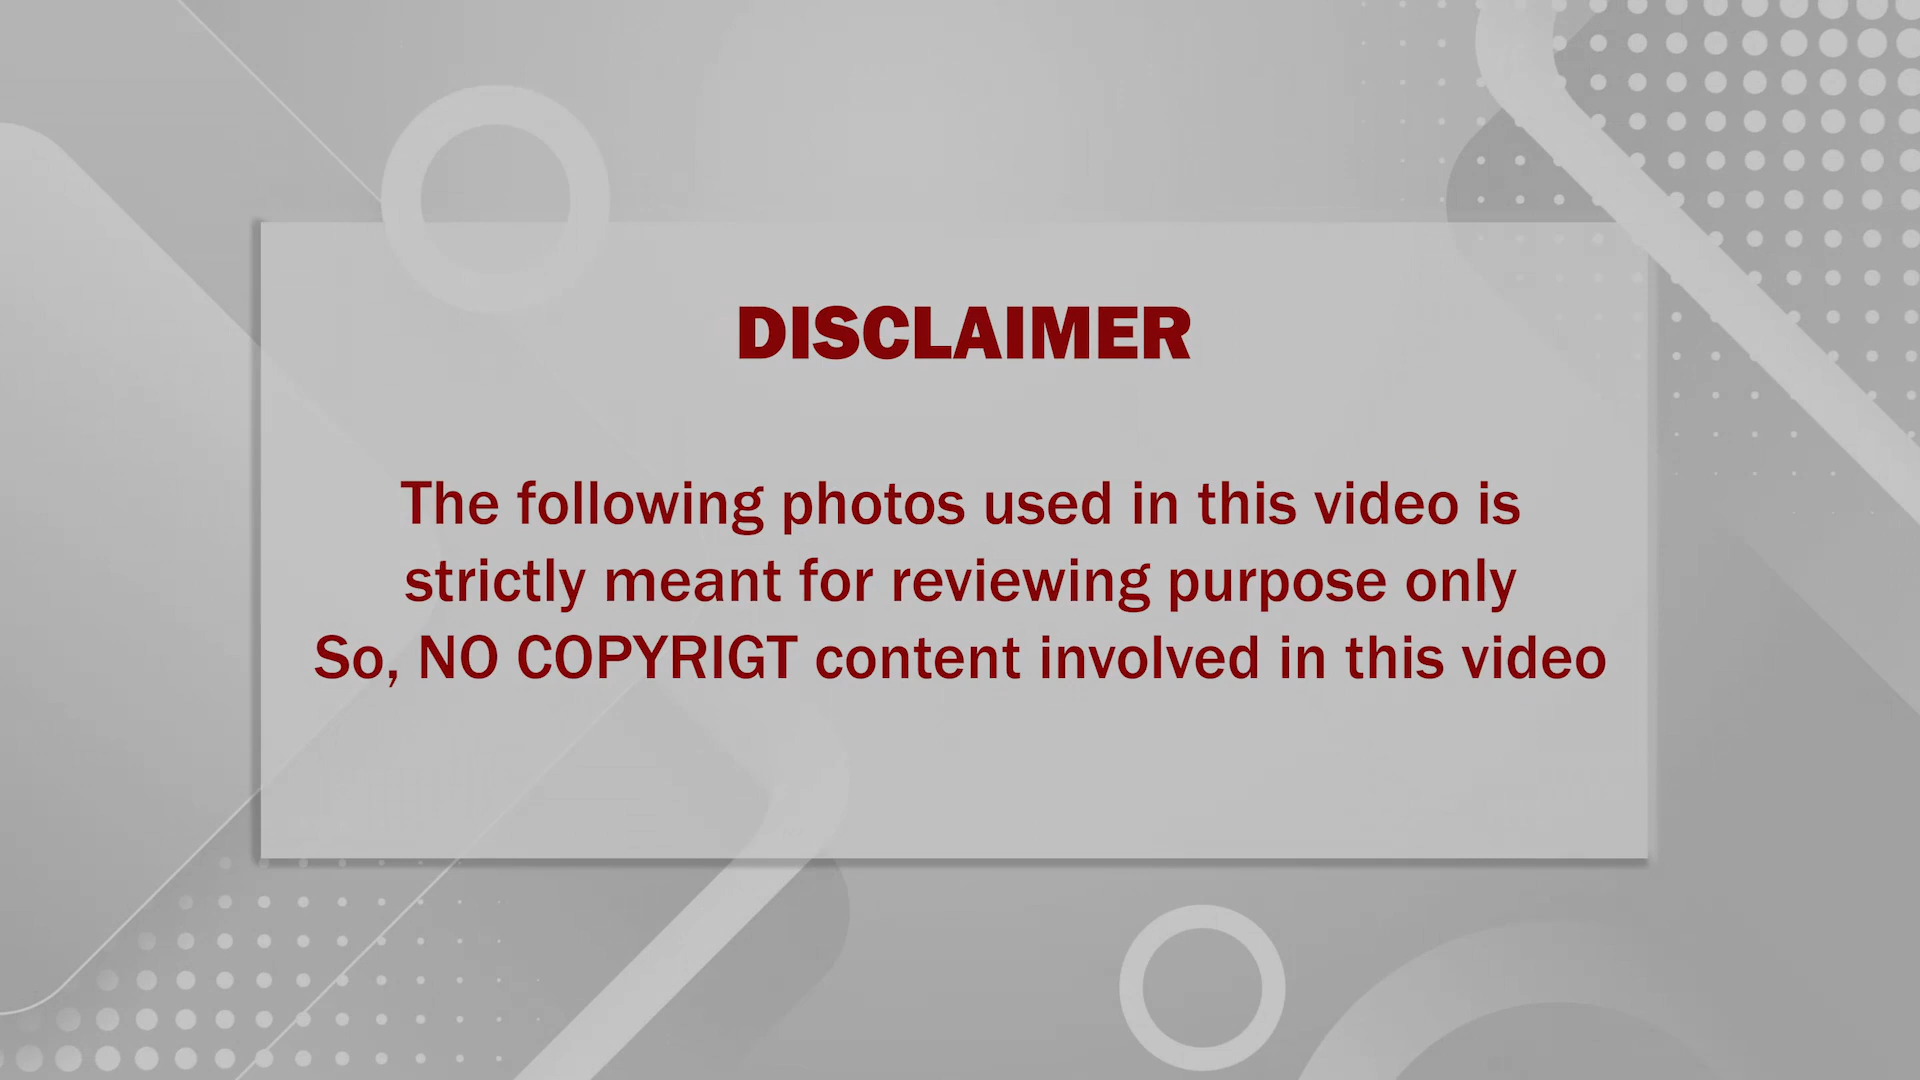 DISCLAIMER
The following photos used in this video is
strictly meant for reviewing purpose only
So, NO COPYRIGT content involved in this video